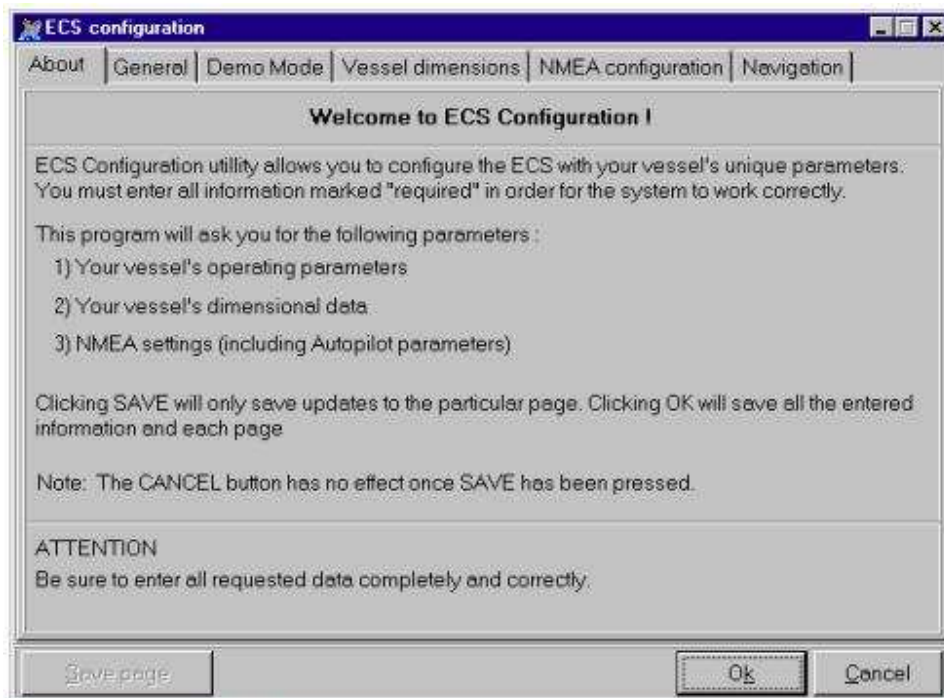 ECS configuration
About General Demo Mode Vessel dimensions NMEA configuration Navigation
Welcome to ECS Configuration !
ECS Configuration utillity allows you to configure the ECS with your vessel's unique parameters.
You must enter all information marked "required" in order for the system to work correctly.
This program will ask you for the following parameters :
1) Your vessel's operating parameters
2) Your vessel's dimensional data
3) NMEA settings (including Autopilot parameters)
Clicking SAVE will only save updates to the particular page. Clicking OK will save all the entered
information and each page
Note: The CANCEL button has no effect once SAVE has been pressed.
ATTENTION
Be sure to enter all requested data completely and correctly.
Save page Ok Cancel